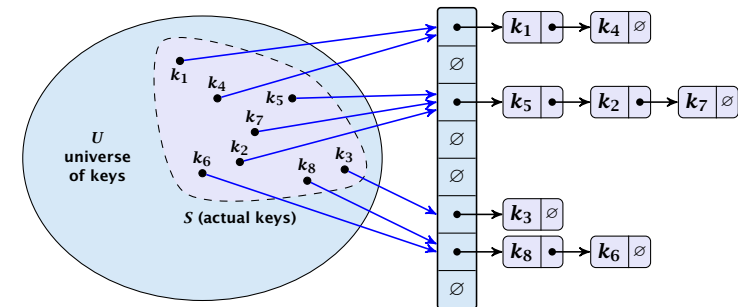 k1 k4 ∅
k1
∅
k4
k5
k5 k2 k7 ∅
k7
U
universe
of keys
∅
k2
k6
k8
k3
∅
S (actual keys)
k3 ∅
k8 k6 ∅
∅